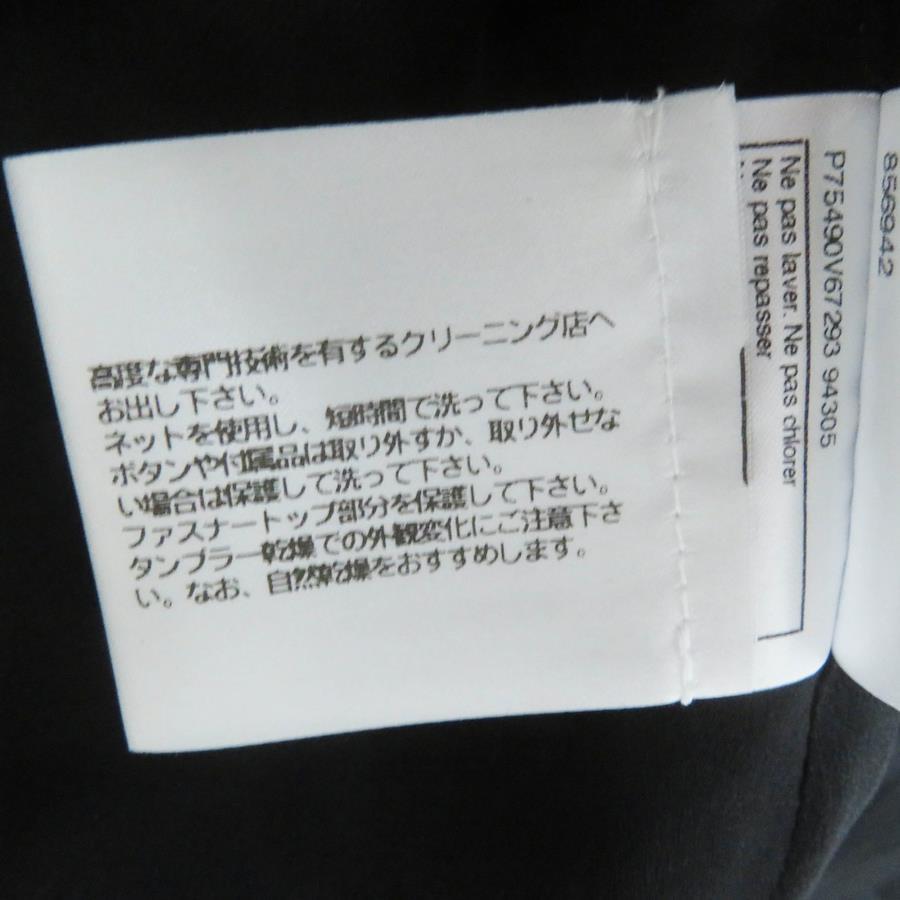 高度な専門技術を有するクリーニング店へ
お出し下さい。
ネットを使用し、短時間で洗って下さい。
ボタンや付属品は取り外すか、取り外せな
い場合は保護して洗って下さい。
ファスナートップ部分を保護して下さい。
タンブラー乾燥での外観変化にご注意下さ
い。なお、自然乾燥をおすすめします。
856942
P75490V67293 94305
Ne pas laver. Ne pas chlorer
Ne pas repasser